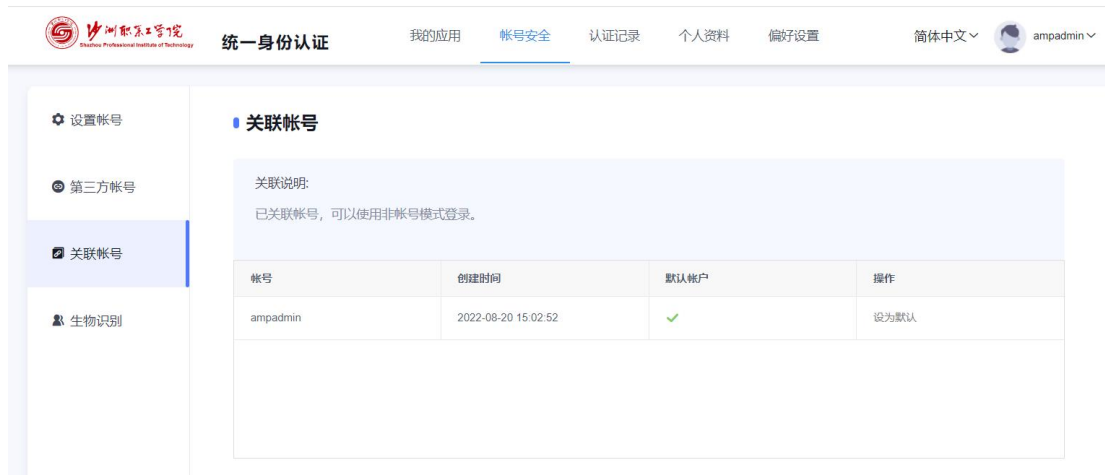 沙洲职业工学院
Shazhou Professional Institute of Technology
统一身份认证
我的应用 帐号安全 认证记录 个人资料 偏好设置 简体中文 ampadmin
设置帐号
第三方帐号
关联帐号
生物识别
关联帐号
关联说明:
已关联帐号，可以使用非帐号模式登录。
帐号 创建时间 默认帐户 操作
ampadmin 2022-08-20 15:02:52 设为默认